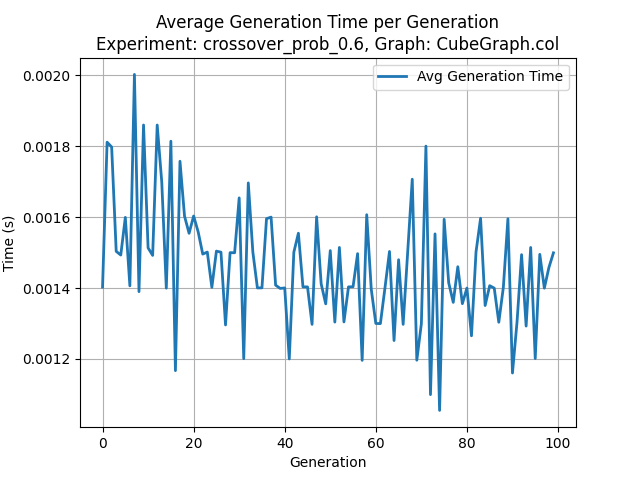 Average Generation Time per Generation
Experiment: crossover_prob_0.6, Graph: CubeGraph.col
Avg Generation Time
0.0020
0.0018
0.0016
0.0014
0.0012
Time (s)
0 20 40 60 80 100
Generation